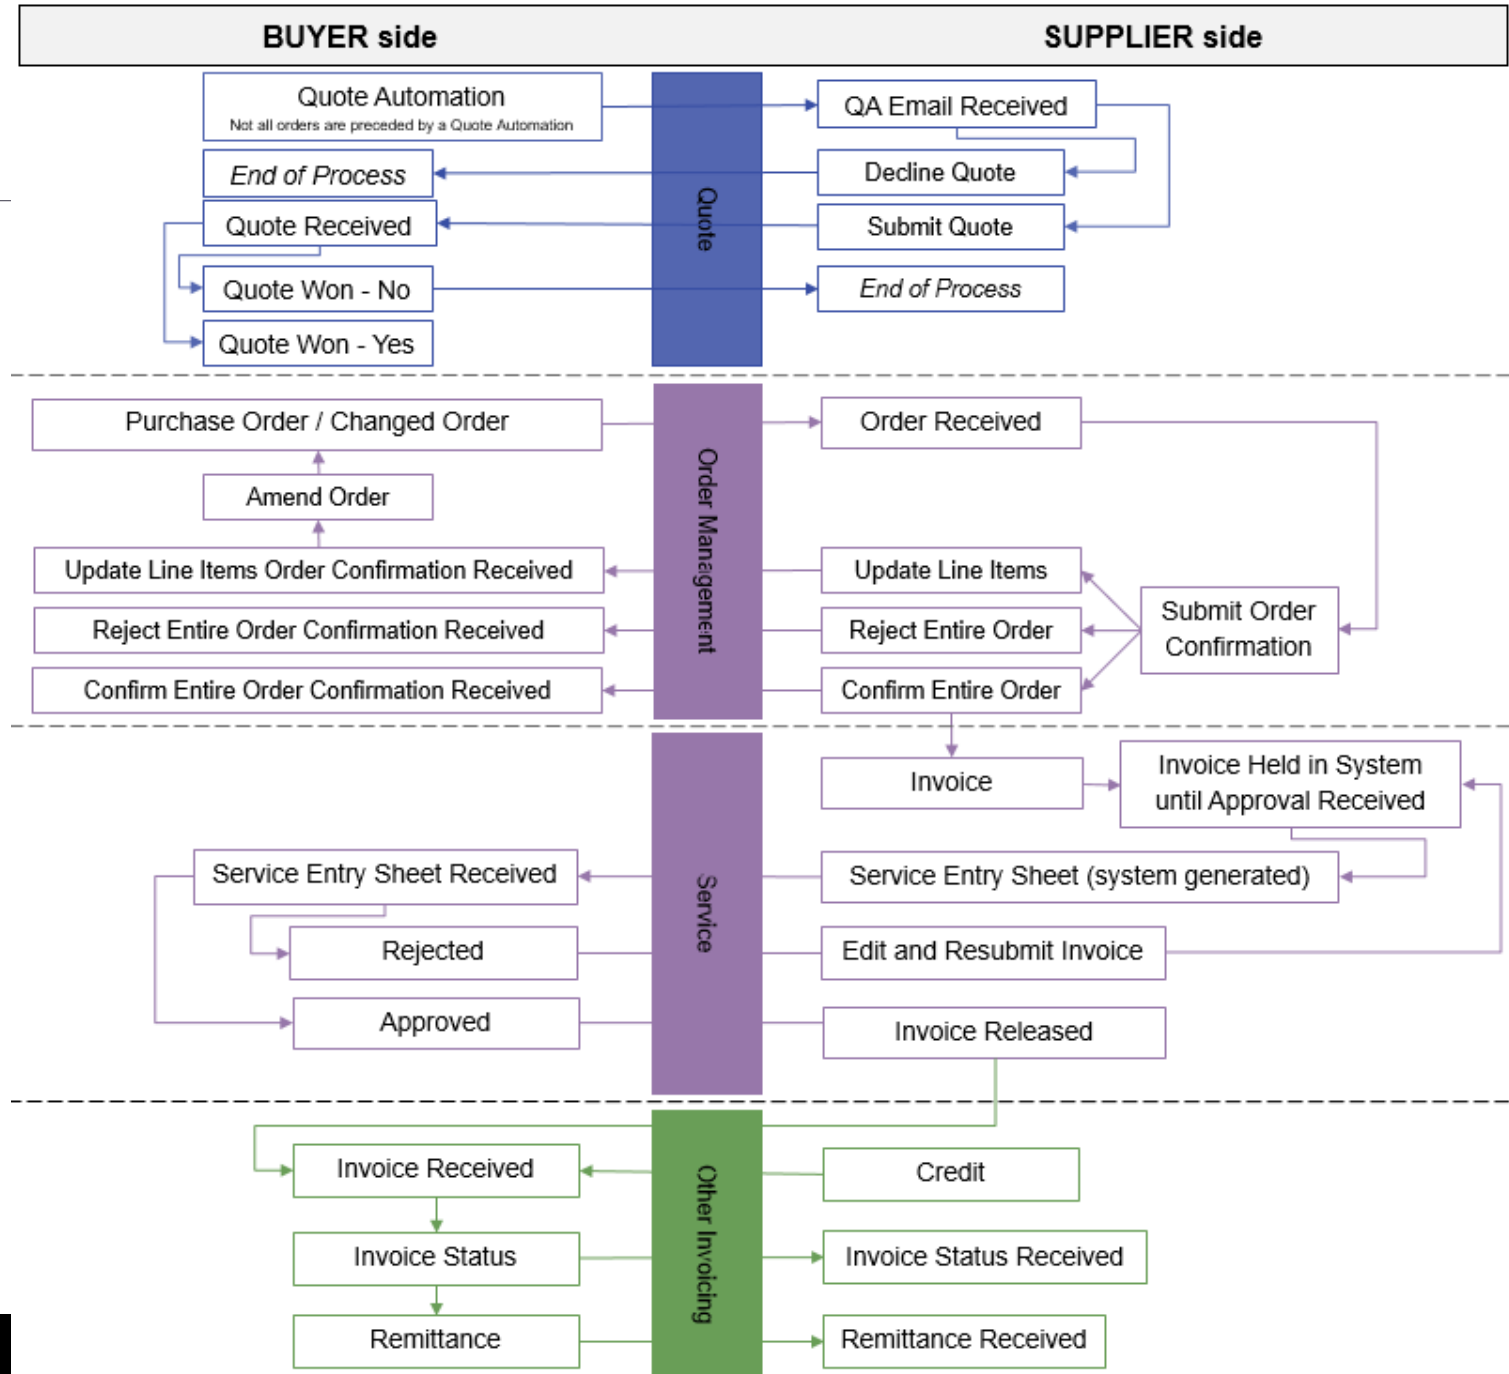 BUYER side
SUPPLIER side
Quote Automation
Not all orders are preceded by a Quote Automation
QA Email Received
End of Process
Decline Quote
Quote Received
Submit Quote
Quote Won - No
End of Process
Quote Won - Yes
Quote
Purchase Order / Changed Order
Order Received
Amend Order
Order Management
Update Line Items Order Confirmation Received
Update Line Items
Reject Entire Order Confirmation Received
Reject Entire Order
Submit Order
Confirmation
Confirm Entire Order Confirmation Received
Confirm Entire Order
Invoice
Invoice Held in System
until Approval Received
Service Entry Sheet Received
Service
Service Entry Sheet (system generated)
Rejected
Edit and Resubmit Invoice
Approved
Invoice Released
Invoice Received
Other Invoicing
Credit
Invoice Status
Invoice Status Received
Remittance
Remittance Received